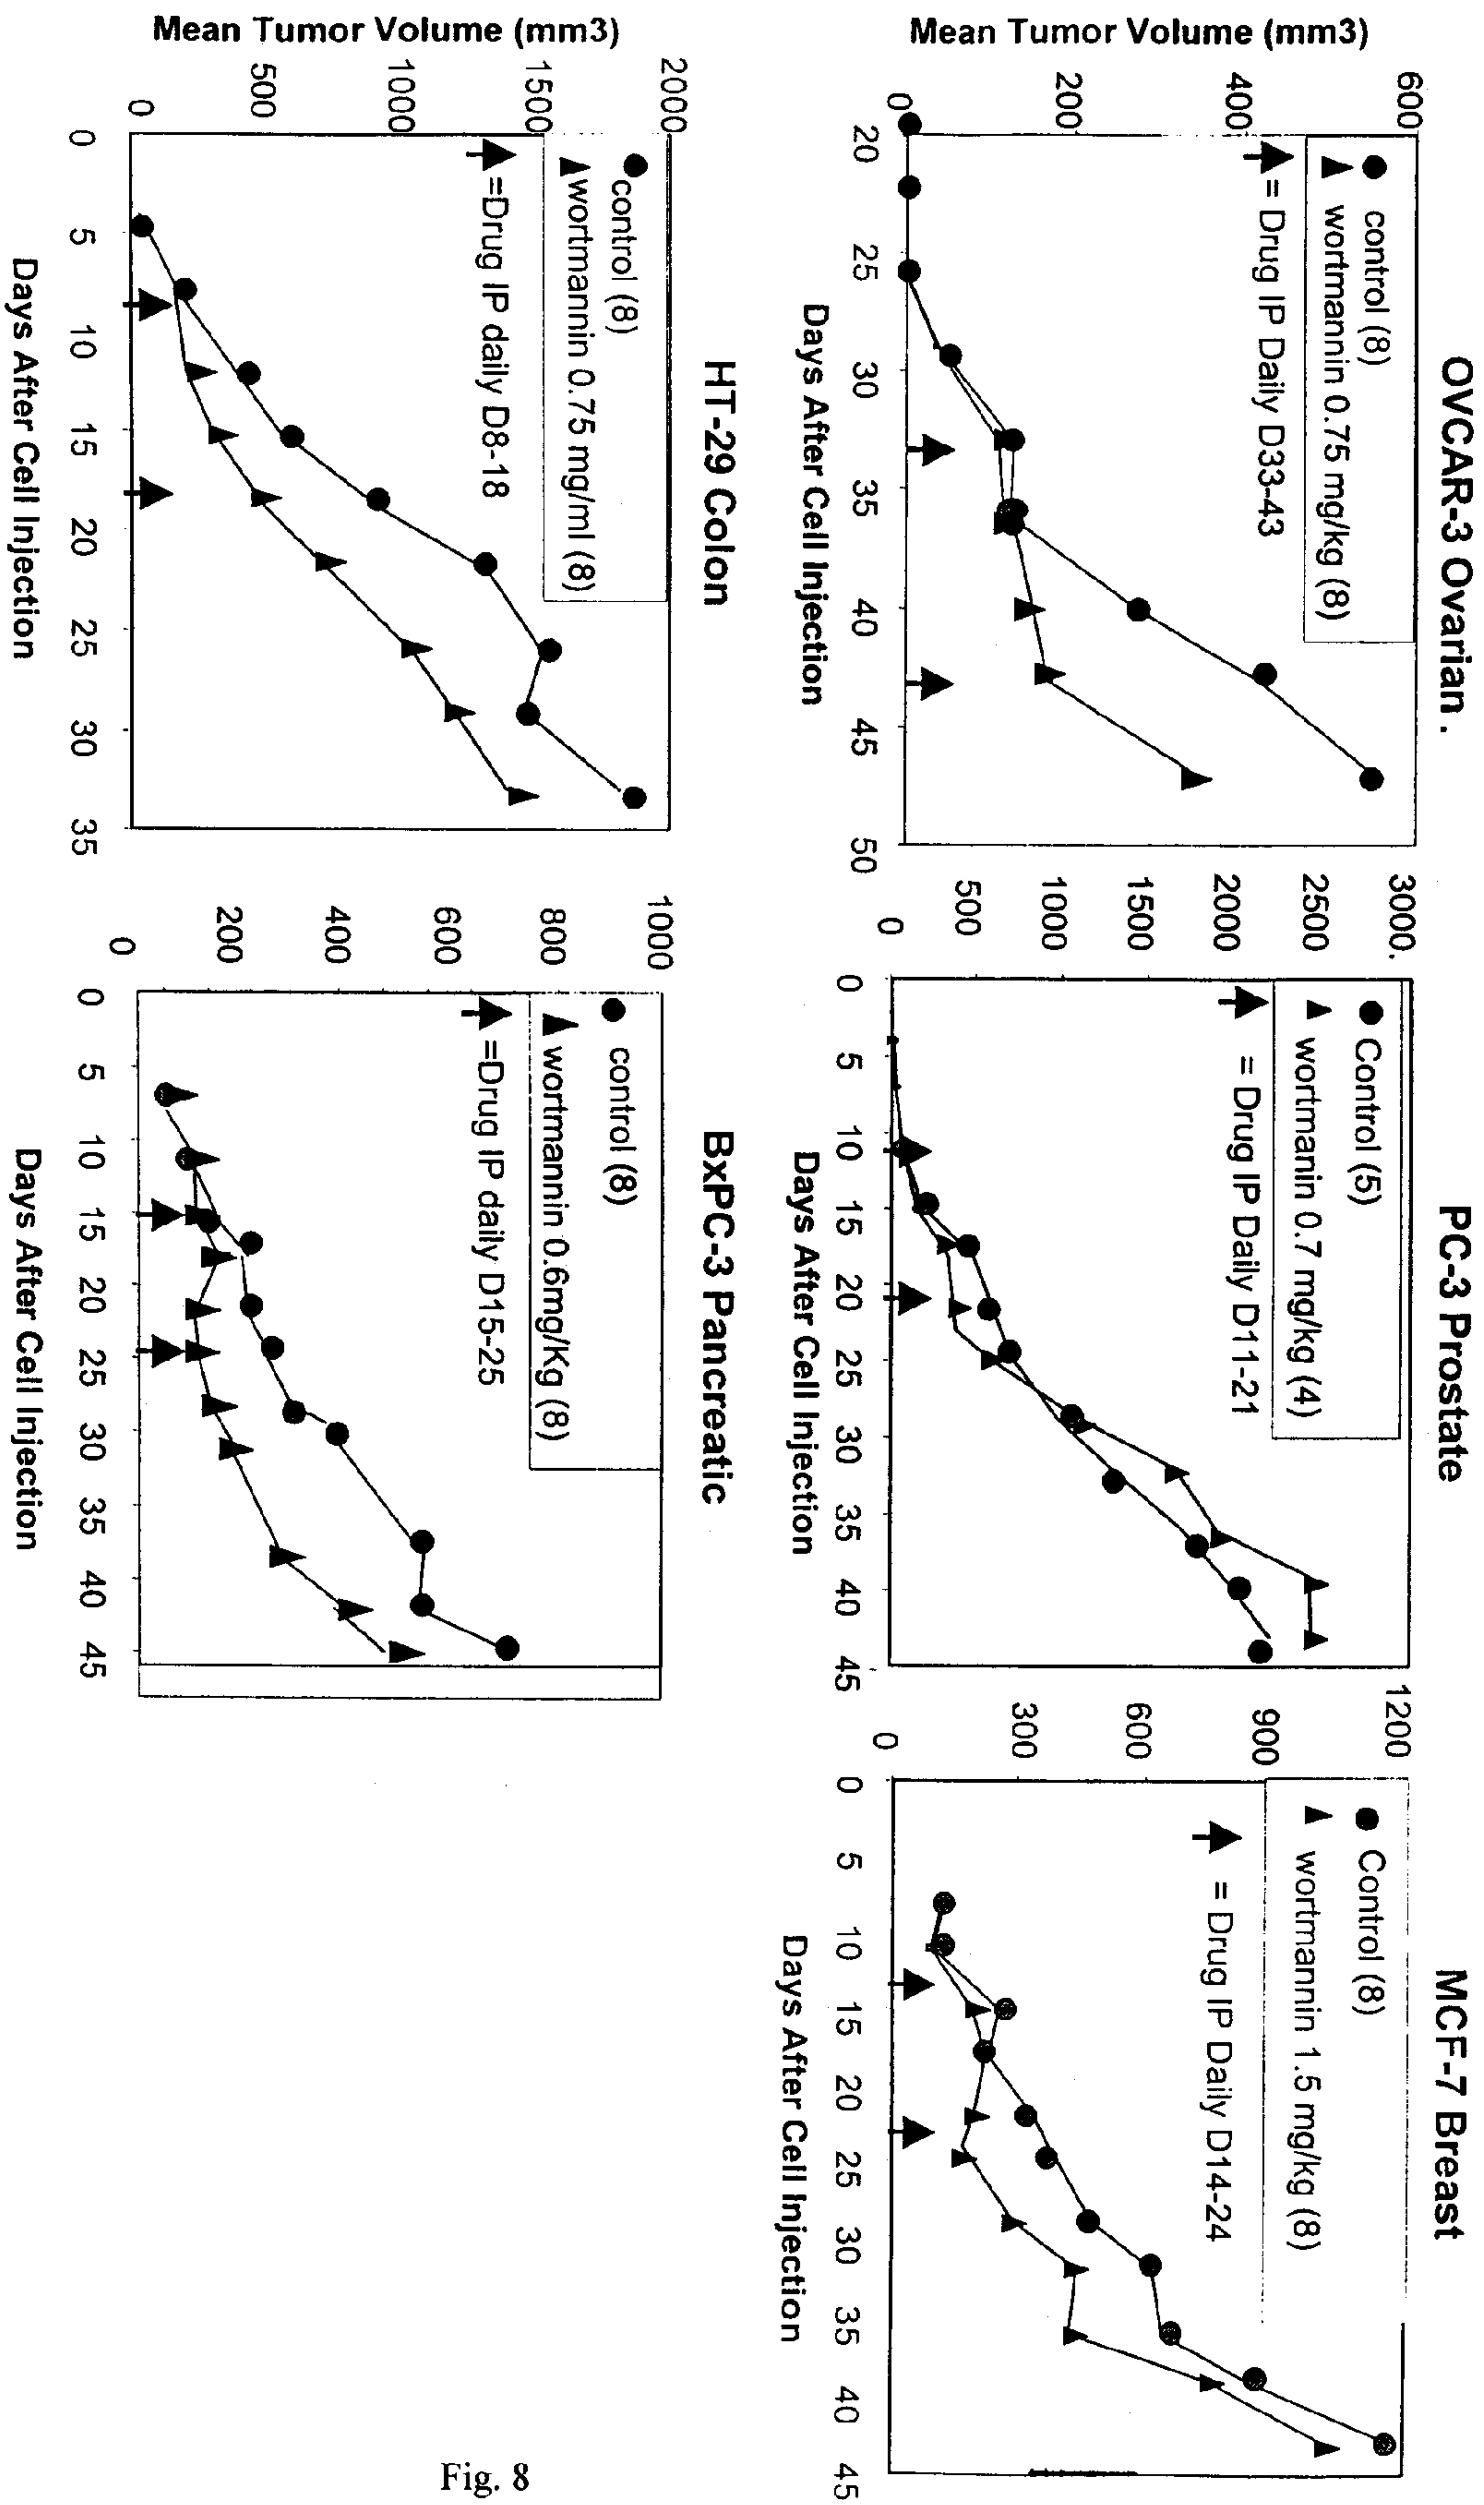 OVCAR-3 Ovarian .
Mean Tumor Volume (mm3)
600
400
200
0
control (8)
wortmannin 0.75 mg/kg (8)
= Drug IP Daily D33-43
20 25 30 35 40 45 50
Days After Cell Injection
PC-3 Prostate
3000.
2500
2000
1500
1000
500
0
Control (5)
wortmanin 0.7 mg/kg (4)
= Drug IP Daily D11-21
0 5 10 15 20 25 30 35 40 45
Days After Cell Injection
MCF-7 Breast
1200
900
600
300
0
Control (8)
wortmannin 1.5 mg/kg (8)
= Drug IP Daily D14-24
0 5 10 15 20 25 30 35 40 45
Days After Cell Injection
HT-29 Colon
Mean Tumor Volume (mm3)
2000
1500
1000
500
0
control (8)
wortmannin 0.75 mg/ml (8)
=Drug IP daily D8-18
0 5 10 15 20 25 30 35
Days After Cell Injection
BxPC-3 Pancreatic
1000
800
600
400
200
0
control (8)
wortmannin 0.6mg/Kg (8)
=Drug IP daily D15-25
0 5 10 15 20 25 30 35 40 45
Days After Cell Injection
Fig. 8